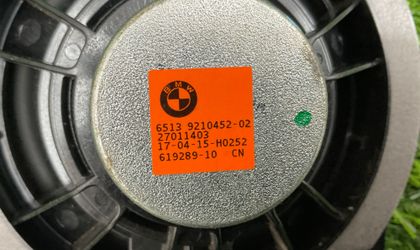 BMW
6513 9210452-02
27011403
17-04-15-H0252
619289-10 CN